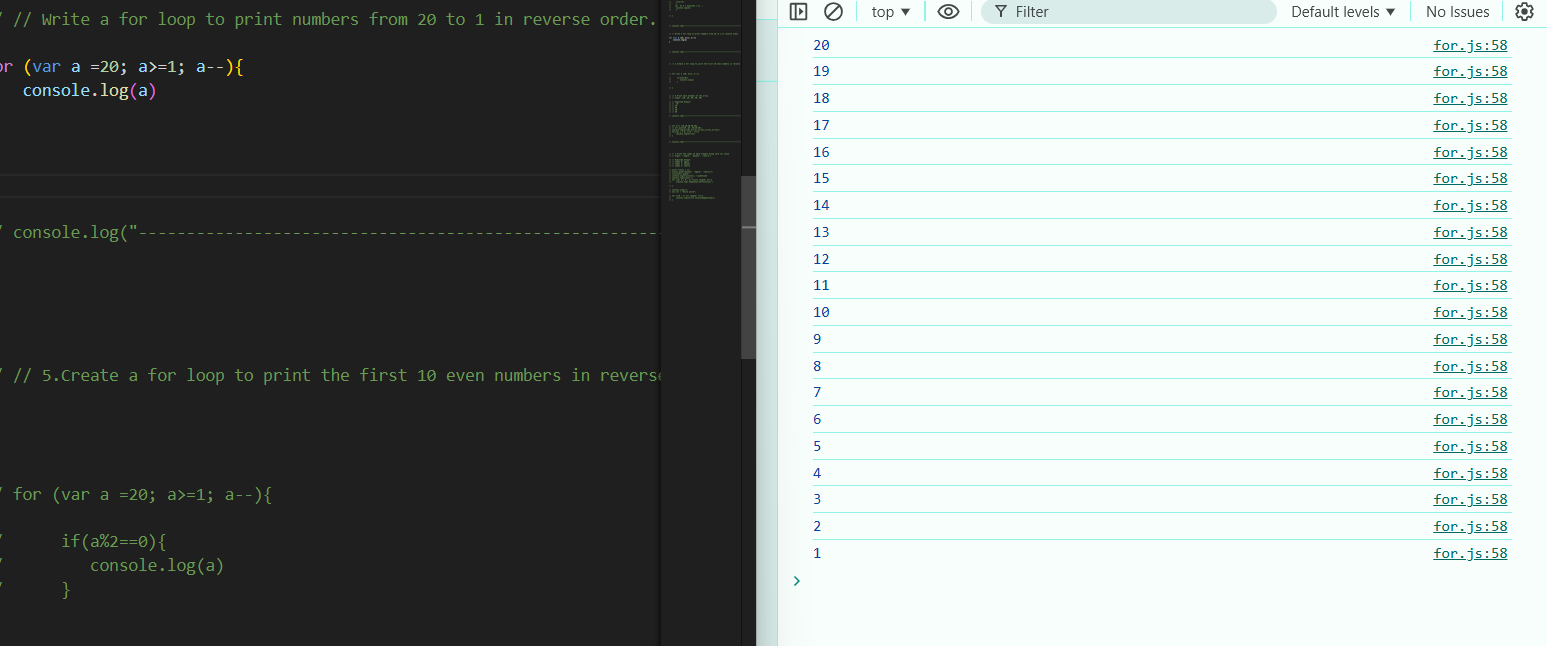 / // Write a for loop to print numbers from 20 to 1 in reverse order.
or (var a =20; a>=1; a--){
console.log(a)
/ console.log("-------------------------------------------------------
/ // 5.Create a for loop to print the first 10 even numbers in reverse
/ for (var a =20; a>=1; a--){
/ if(a%2==0){
/ console.log(a)
/ }
top ▼ Filter Default levels ▼ No Issues
20 for.js:58
19 for.js:58
18 for.js:58
17 for.js:58
16 for.js:58
15 for.js:58
14 for.js:58
13 for.js:58
12 for.js:58
11 for.js:58
10 for.js:58
9 for.js:58
8 for.js:58
7 for.js:58
6 for.js:58
5 for.js:58
4 for.js:58
3 for.js:58
2 for.js:58
1 for.js:58